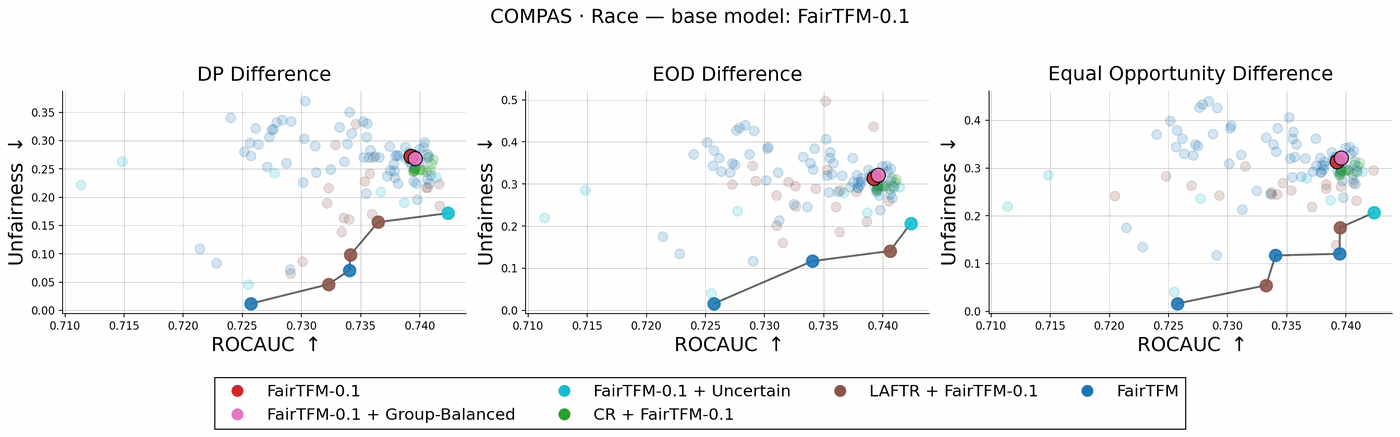 COMPAS · Race — base model: FairTFM-0.1
DP Difference
EOD Difference
Equal Opportunity Difference
Unfairness ↓
0.35
0.30
0.25
0.20
0.15
0.10
0.05
0.00
0.710 0.715 0.720 0.725 0.730 0.735 0.740
ROCAUC ↑
Unfairness ↓
0.5
0.4
0.3
0.2
0.1
0.0
0.710 0.715 0.720 0.725 0.730 0.735 0.740
ROCAUC ↑
Unfairness ↓
0.4
0.3
0.2
0.1
0.0
0.710 0.715 0.720 0.725 0.730 0.735 0.740
ROCAUC ↑
FairTFM-0.1
FairTFM-0.1 + Group-Balanced
FairTFM-0.1 + Uncertain
CR + FairTFM-0.1
LAFTR + FairTFM-0.1
FairTFM